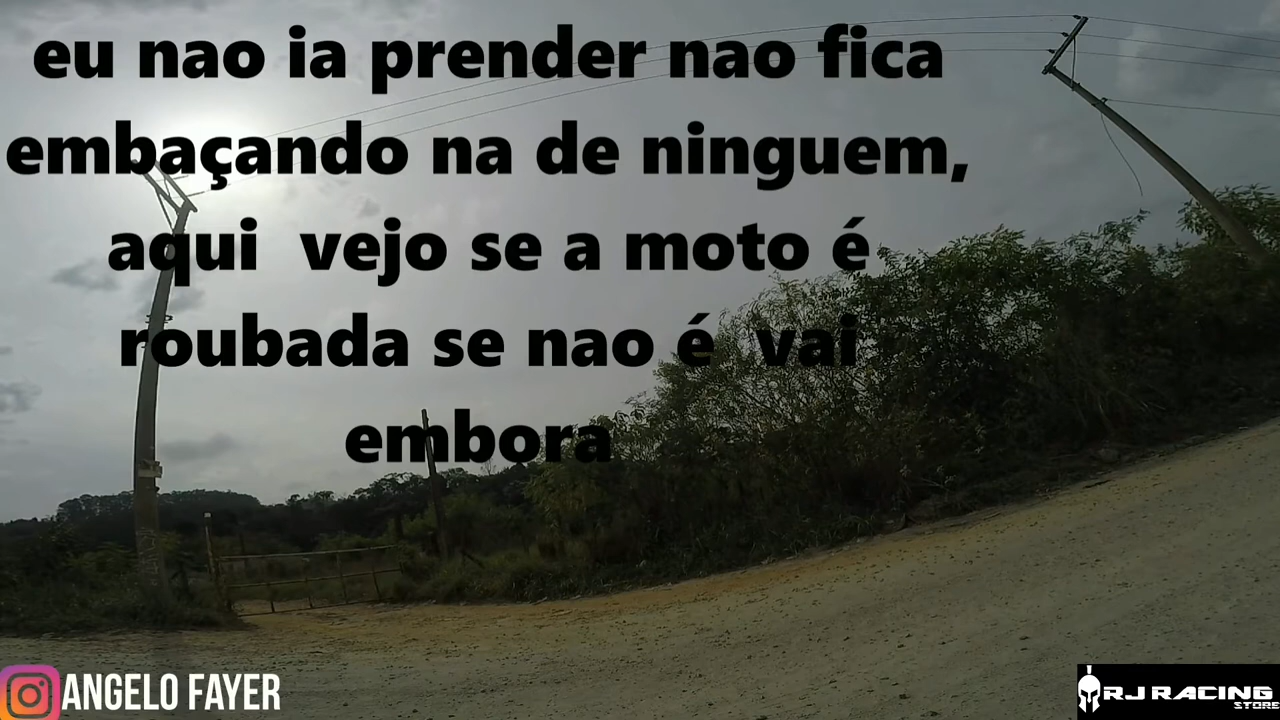 eu nao ia prender nao fica
embaçando na de ninguem,
aqui  vejo se a moto é
roubada se nao é  vai
embora
ANGELO FAYER
RJ RACING
STORE